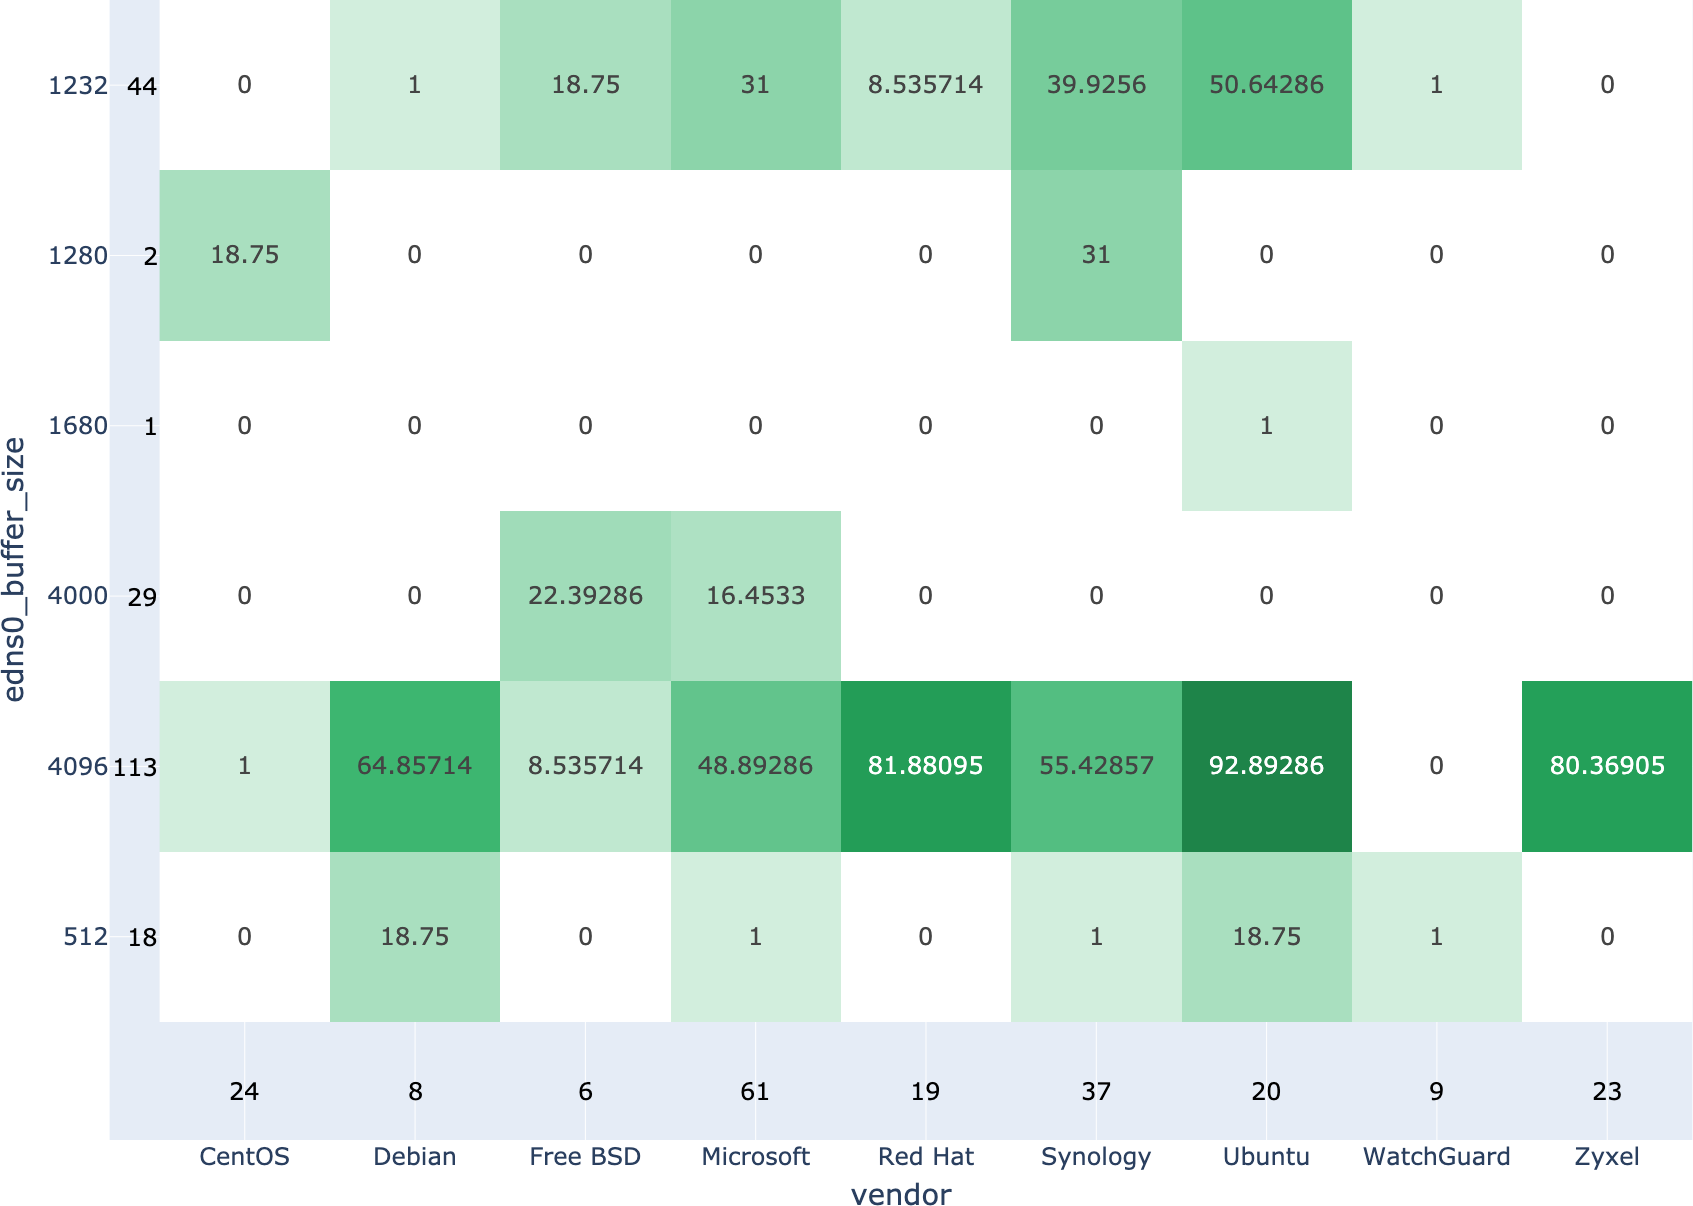 1232 44 0 1 18.75 31 8.535714 39.9256 50.64286 1 0
1280 2 18.75 0 0 0 0 31 0 0 0
1680 1 0 0 0 0 0 0 1 0 0
edns0_buffer_size
4000 29 0 0 22.39286 16.4533 0 0 0 0 0
4096 113 1 64.85714 8.535714 48.89286 81.88095 55.42857 92.89286 0 80.36905
512 18 0 18.75 0 1 0 1 18.75 1 0
24 8 6 61 19 37 20 9 23
CentOS Debian Free BSD Microsoft Red Hat Synology Ubuntu WatchGuard Zyxel
vendor